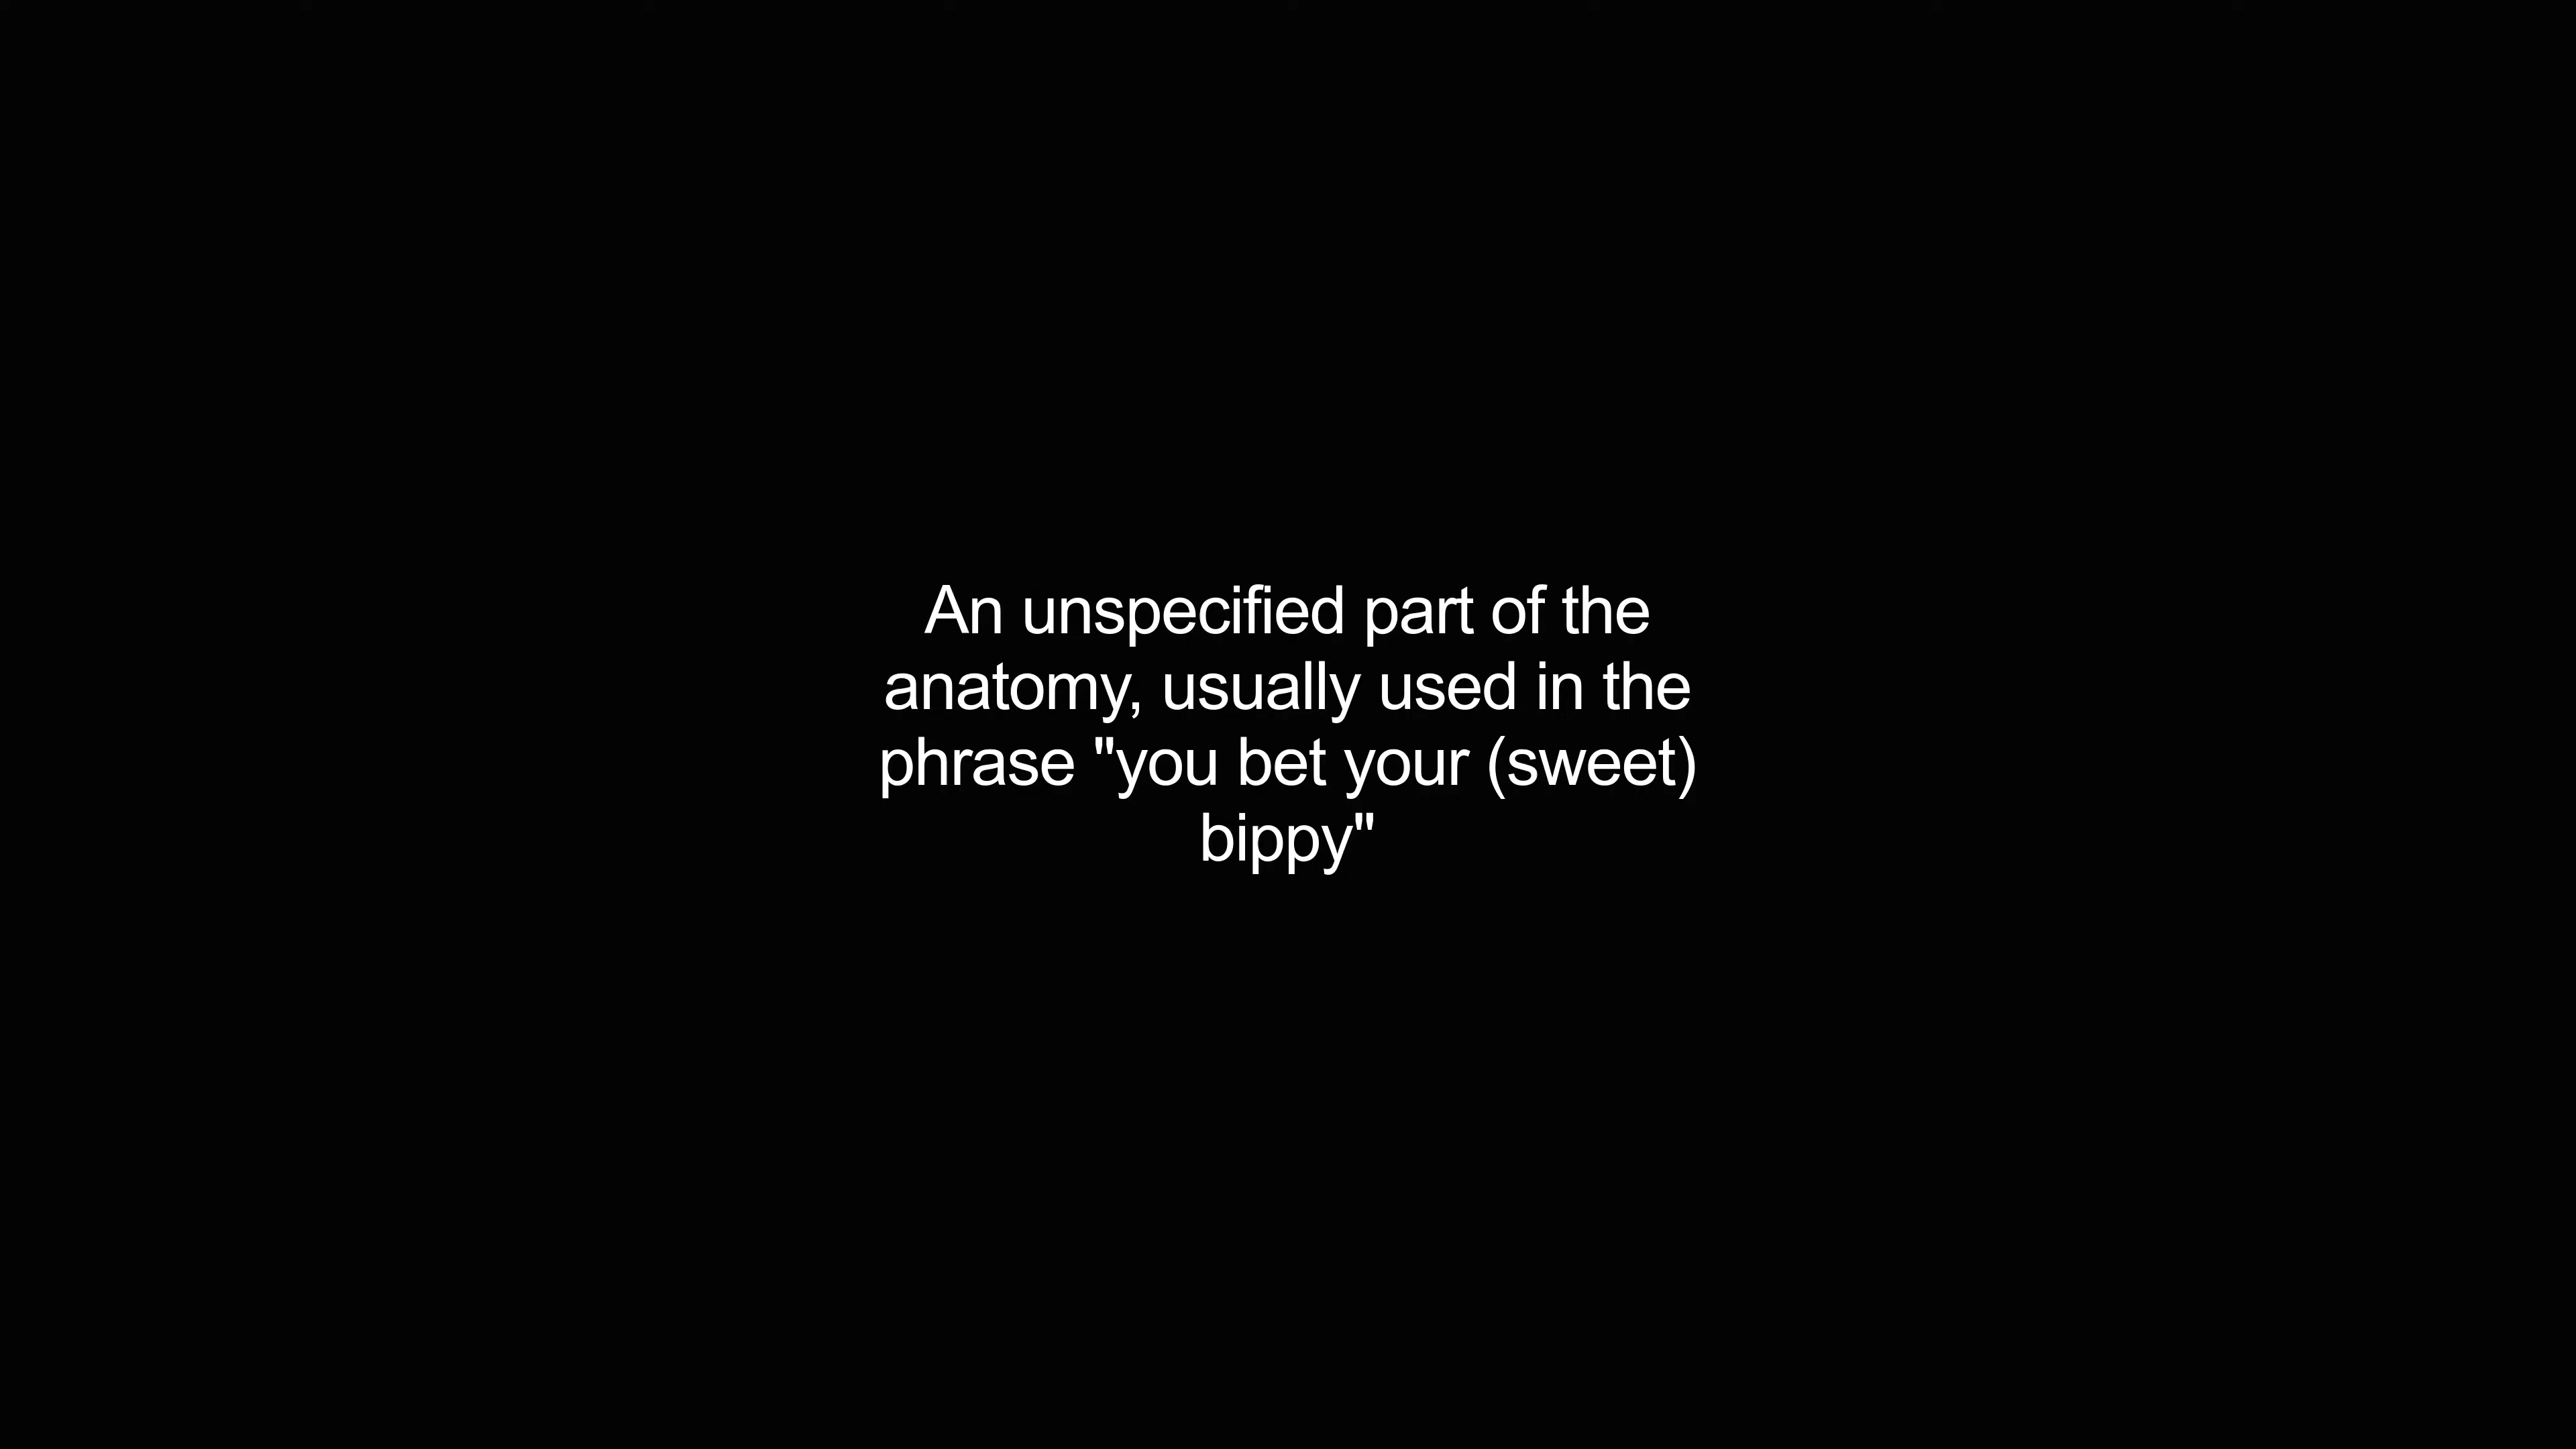 An unspecified part of the
anatomy, usually used in the
phrase "you bet your (sweet)
bippy"